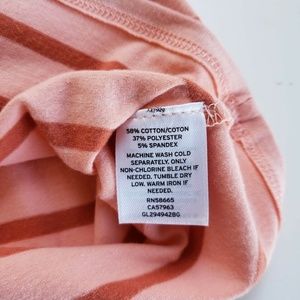 58% COTTON/COTON
37% POLYESTER
5% SPANDEX
MACHINE WASH COLD
SEPARATELY. ONLY
NON-CHLORINE BLEACH IF
NEEDED. TUMBLE DRY
LOW. WARM IRON IF
NEEDED.
RN58665
CA57963
GL294942BG